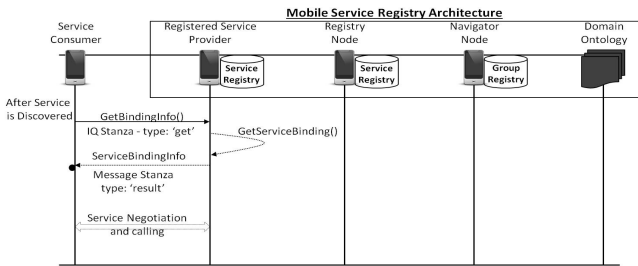 Mobile Service Registry Architecture
Service
Consumer
Registered Service
Provider
Registry
Node
Navigator
Node
Domain
Ontology
Service
Registry
Service
Registry
Group
Registry
After Service
is Discovered
GetBindingInfo()
IQ Stanza - type: ‘get’
GetServiceBinding()
ServiceBindingInfo
Message Stanza
type: ‘result’
Service Negotiation
and calling